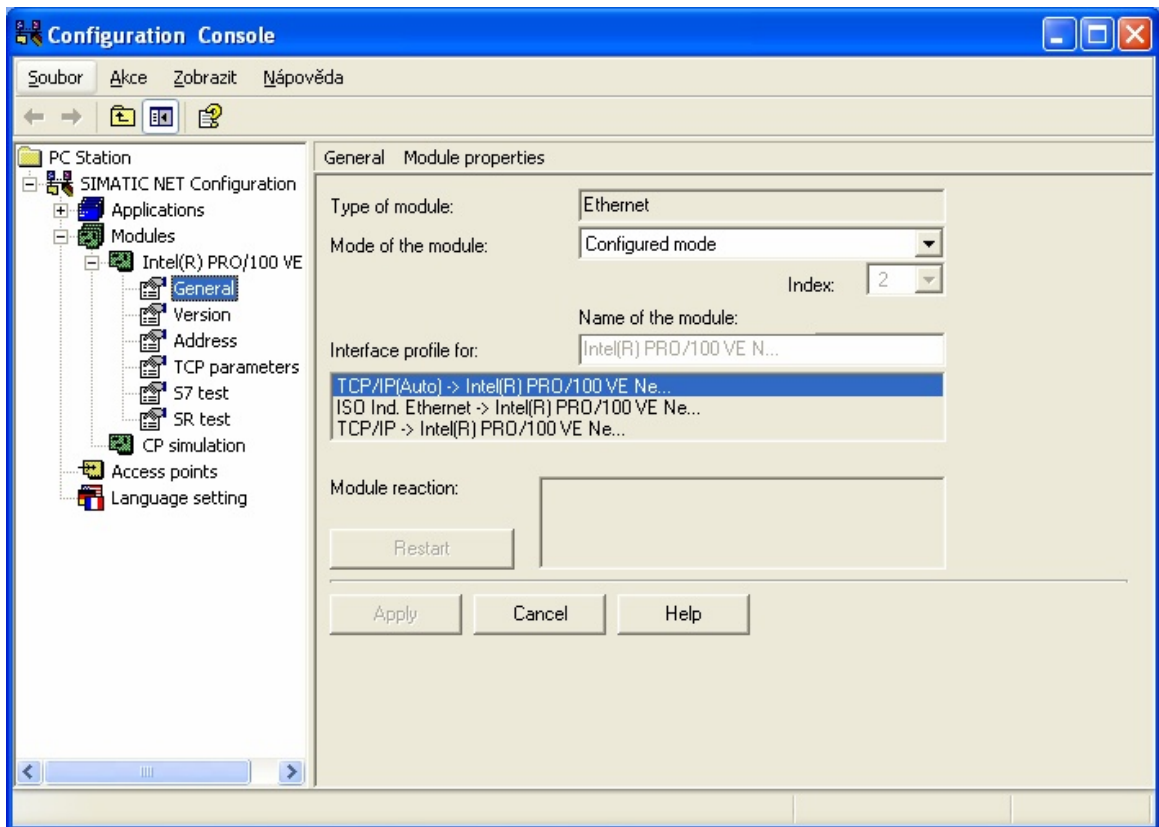 Configuration Console
Soubor Akce Zobrazit Nápověda
PC Station
SIMATIC NET Configuration
Applications
Modules
Intel(R) PRO/100 VE
General
Version
Address
TCP parameters
S7 test
SR test
CP simulation
Access points
Language setting
General Module properties
Type of module: Ethernet
Mode of the module: Configured mode
Index: 2
Name of the module:
Interface profile for: Intel(R) PRO/100 VE N...
TCP/IP(Auto) -> Intel(R) PRO/100 VE Ne...
ISO Ind. Ethernet -> Intel(R) PRO/100 VE Ne...
TCP/IP -> Intel(R) PRO/100 VE Ne...
Module reaction:
Restart
Apply Cancel Help